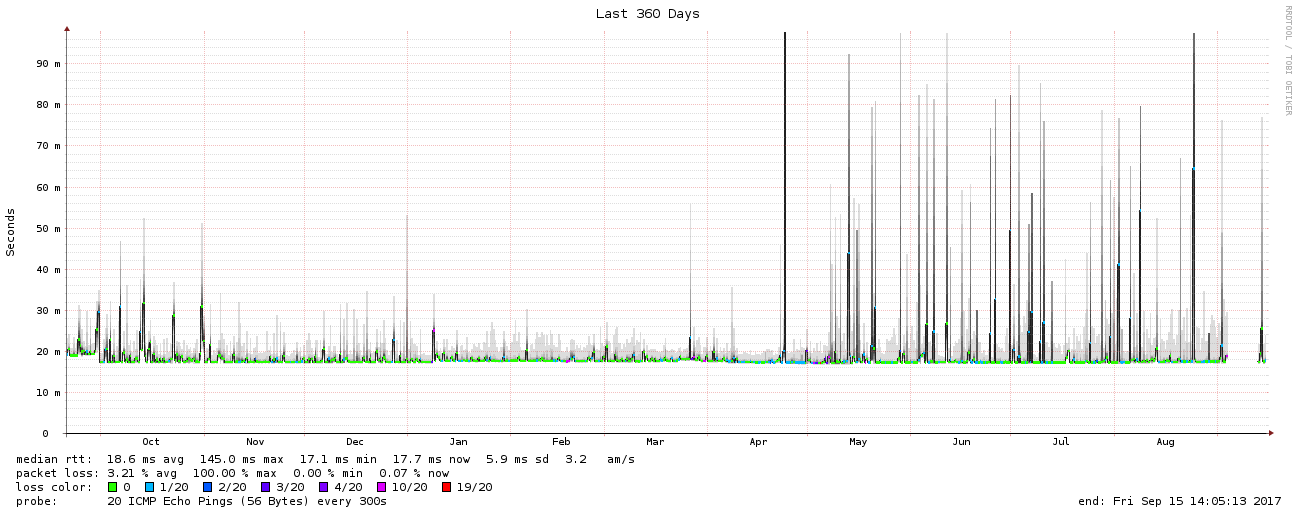 Last 360 Days
RRDTOOL / TOBI OETIKER
Seconds
90 m
80 m
70 m
60 m
50 m
40 m
30 m
20 m
10 m
0
Oct Nov Dec Jan Feb Mar Apr May Jun Jul Aug
median rtt: 18.6 ms avg 145.0 ms max 17.1 ms min 17.7 ms now 5.9 ms sd 3.2 am/s
packet loss: 3.21 % avg 100.00 % max 0.00 % min 0.07 % now
loss color: 0 1/20 2/20 3/20 4/20 10/20 19/20
probe: 20 ICMP Echo Pings (56 Bytes) every 300s end: Fri Sep 15 14:05:13 2017